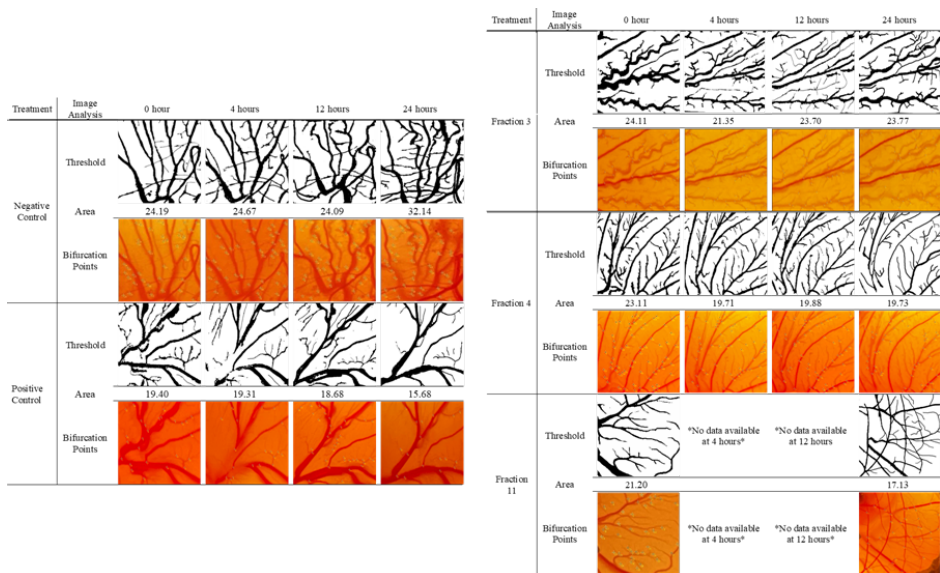 Treatment Image Analysis 0 hour 4 hours 12 hours 24 hours
Negative Control
Threshold
Area 24.19 24.67 24.09 32.14
Bifurcation Points
Positive Control
Threshold
Area 19.40 19.31 18.68 15.68
Bifurcation Points
Treatment Image Analysis 0 hour 4 hours 12 hours 24 hours
Fraction 3
Threshold
Area 24.11 21.35 23.70 23.77
Bifurcation Points
Fraction 4
Threshold
Area 23.11 19.71 19.88 19.73
Bifurcation Points
Fraction 11
Threshold *No data available at 4 hours* *No data available at 12 hours
Area 21.20 17.13
Bifurcation Points *No data available at 4 hours* *No data available at 12 hours*